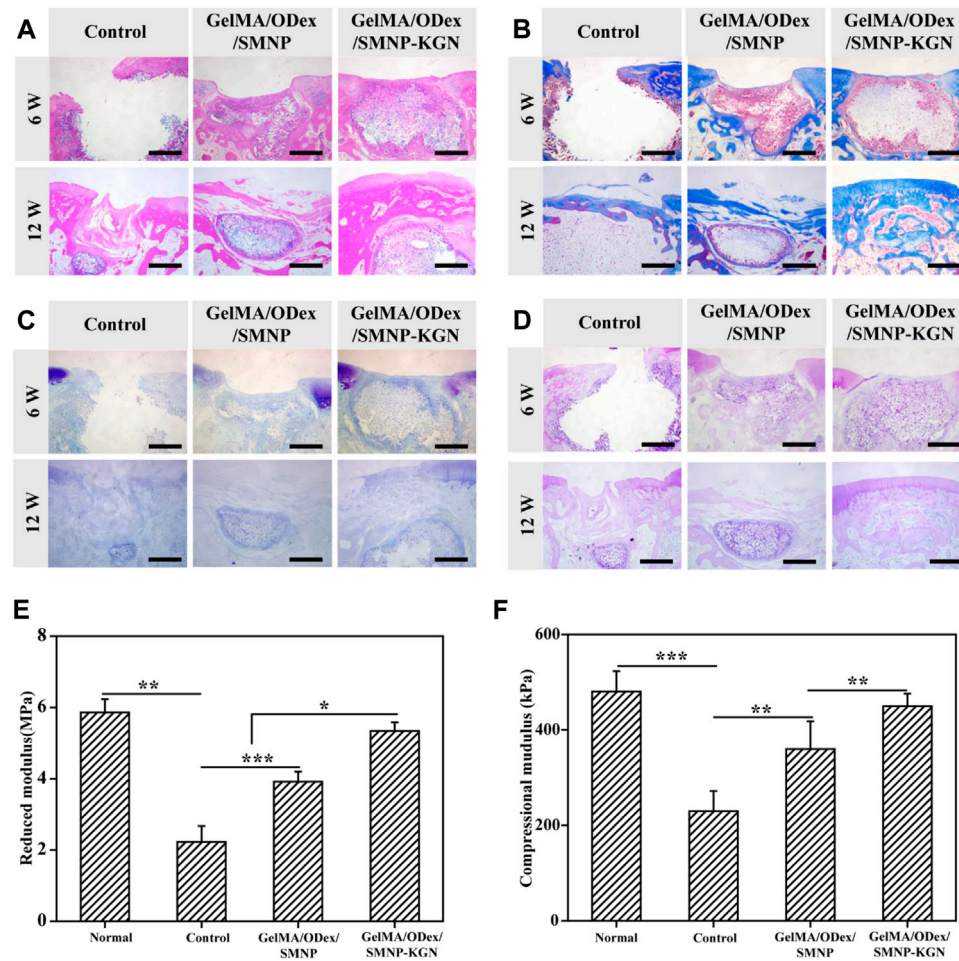 A
Control
GelMA/ODex
/SMNP
GelMA/ODex
/SMNP-KGN
6 W
12 W
B
Control
GelMA/ODex
/SMNP
GelMA/ODex
/SMNP-KGN
6 W
12 W
C
Control
GelMA/ODex
/SMNP
GelMA/ODex
/SMNP-KGN
6 W
12 W
D
Control
GelMA/ODex
/SMNP
GelMA/ODex
/SMNP-KGN
6 W
12 W
E
Reduced modulus(MPa)
8
6
4
2
0
**
***
*
Normal
Control
GelMA/ODex/
SMNP
GelMA/ODex/
SMNP-KGN
F
Compressional mudulus (kPa)
600
400
200
0
***
**
**
Normal
Control
GelMA/ODex/
SMNP
GelMA/ODex/
SMNP-KGN